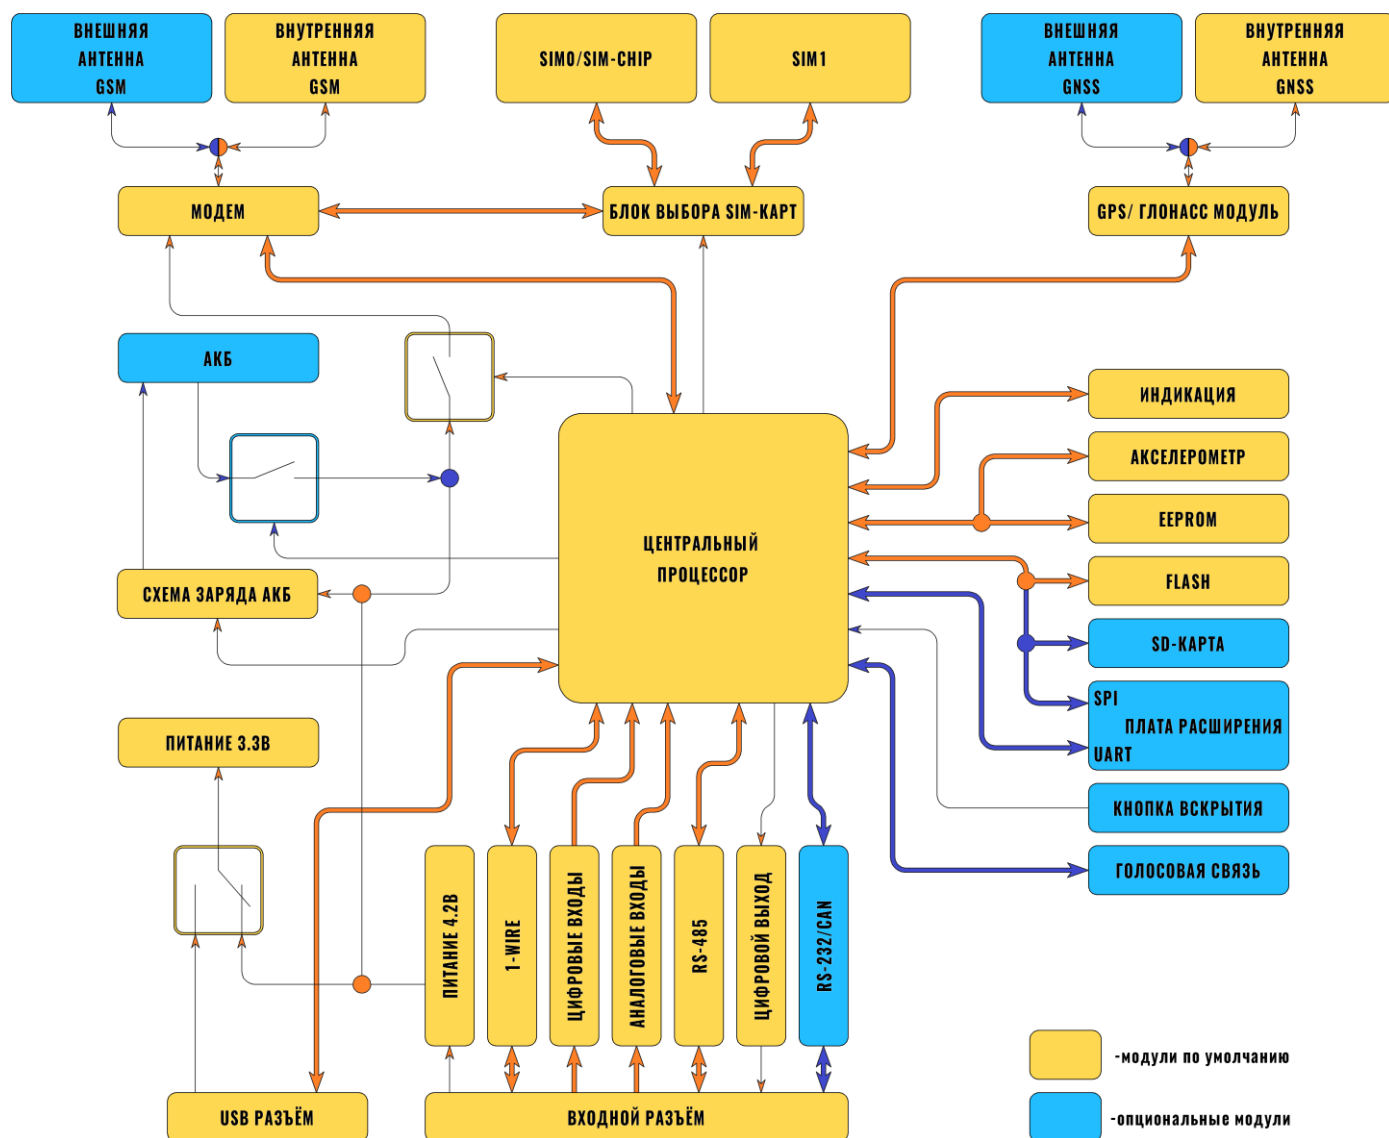 ВНЕШНЯЯ
АНТЕННА
GSM
ВНУТРЕННЯЯ
АНТЕННА
GSM
SIM0/SIM-CHIP
SIM1
ВНЕШНЯЯ
АНТЕННА
GNSS
ВНУТРЕННЯЯ
АНТЕННА
GNSS
МОДЕМ
БЛОК ВЫБОРА SIM-КАРТ
GPS/ ГЛОНАСС МОДУЛЬ
АКБ
ИНДИКАЦИЯ
АКСЕЛЕРОМЕТР
EEPROM
ЦЕНТРАЛЬНЫЙ
ПРОЦЕССОР
СХЕМА ЗАРЯДА АКБ
FLASH
SD-КАРТА
SPI
ПЛАТА РАСШИРЕНИЯ
UART
ПИТАНИЕ 3.3В
КНОПКА ВСКРЫТИЯ
ГОЛОСОВАЯ СВЯЗЬ
ПИТАНИЕ 4.2В
1-WIRE
ЦИФРОВЫЕ ВХОДЫ
АНАЛОГОВЫЕ ВХОДЫ
RS-485
ЦИФРОВОЙ ВЫХОД
RS-232/CAN
-модули по умолчанию
USB РАЗЪЁМ
ВХОДНОЙ РАЗЪЁМ
-опциональные модули